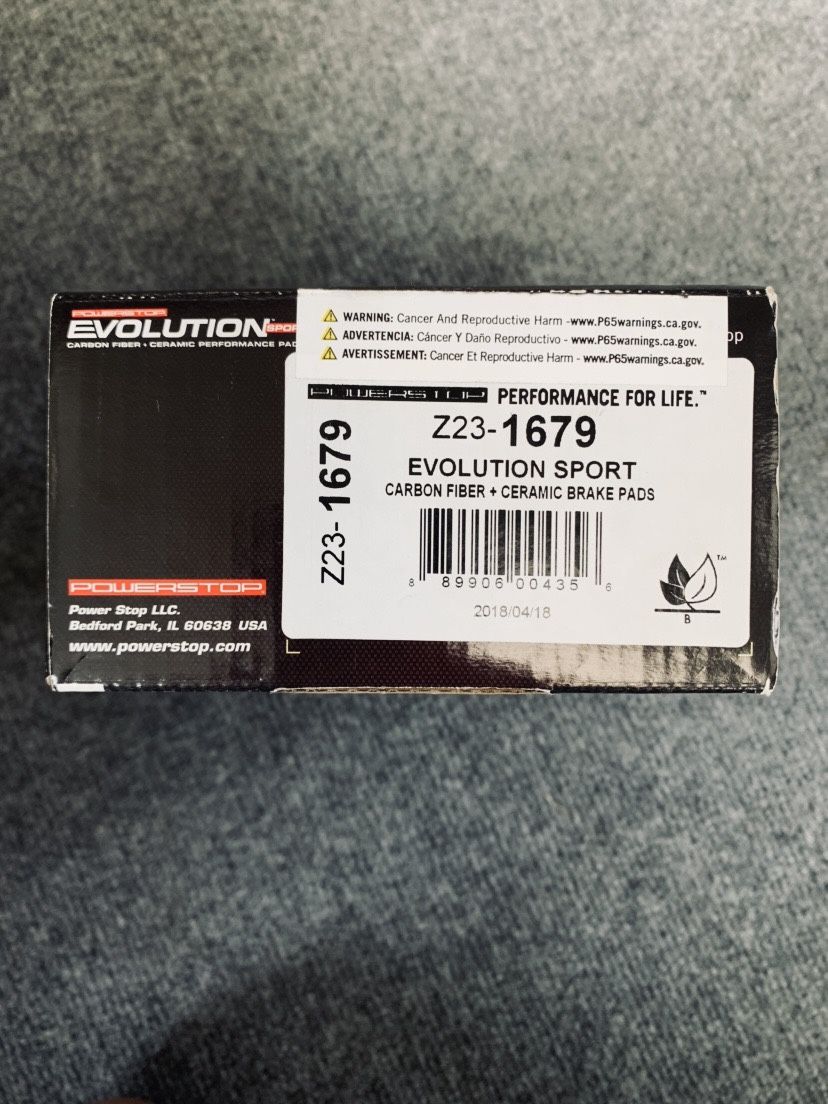 POWERSTOP
EVOLUTION
CARBON FIBER + CERAMIC PERFORMANCE
WARNING: Cancer And Reproductive Harm -www.P65warnings.ca.gov.
ADVERTENCIA: Cáncer Y Daño Reproductivo - www.P65warnings.ca.gov.
AVERTISSEMENT: Cancer Et Reproductive Harm - www.P65warnings.ca.gov.
POWERSTOP PERFORMANCE FOR LIFE.™
Z23-1679
Z23-1679
EVOLUTION SPORT
CARBON FIBER + CERAMIC BRAKE PADS
8 89906 00435 6
2018/04/18
TM
B
POWERSTOP
Power Stop LLC.
Bedford Park, IL 60638 USA
www.powerstop.com